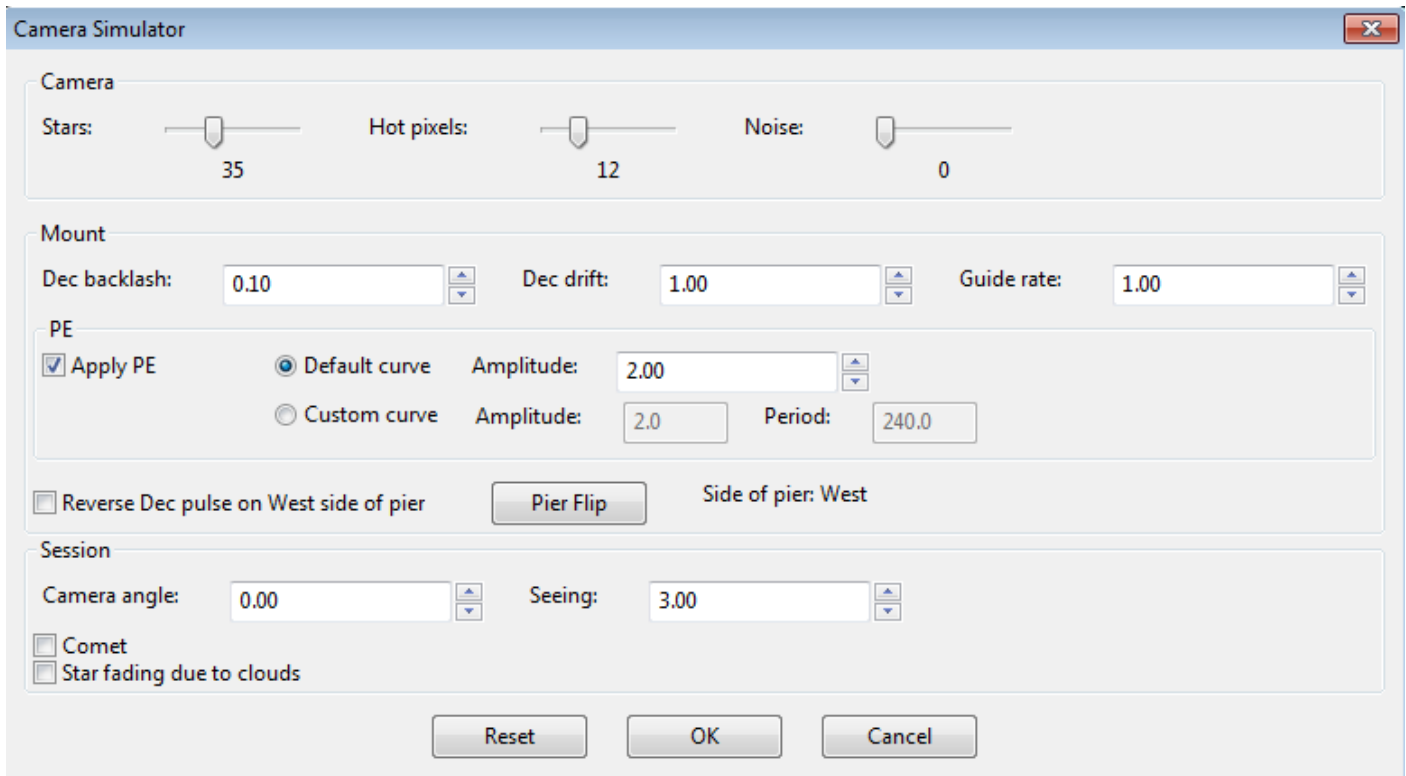 Camera Simulator
Camera
Stars: Hot pixels: Noise:
35 12 0
Mount
Dec backlash: 0.10 Dec drift: 1.00 Guide rate: 1.00
PE
Apply PE Default curve Amplitude: 2.00
Custom curve Amplitude: 2.0 Period: 240.0
Reverse Dec pulse on West side of pier Pier Flip Side of pier: West
Session
Camera angle: 0.00 Seeing: 3.00
Comet
Star fading due to clouds
Reset OK Cancel